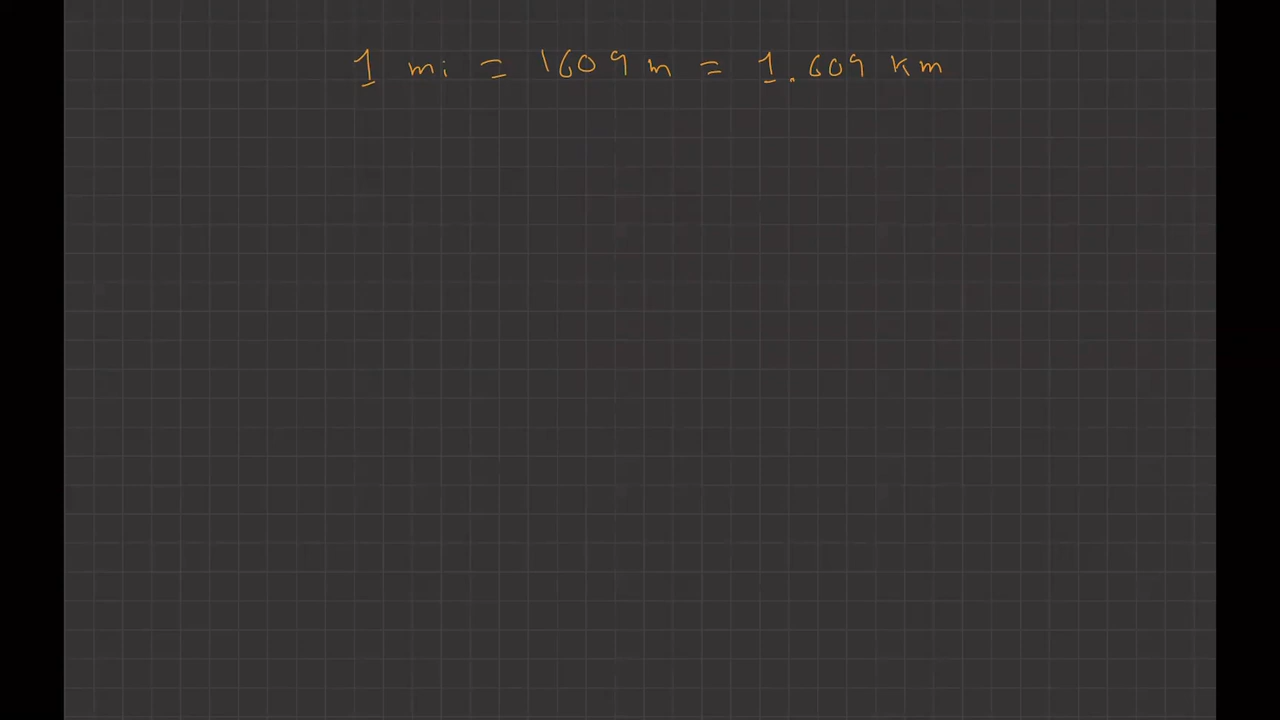 1 mi = 1609 m = 1.609 km